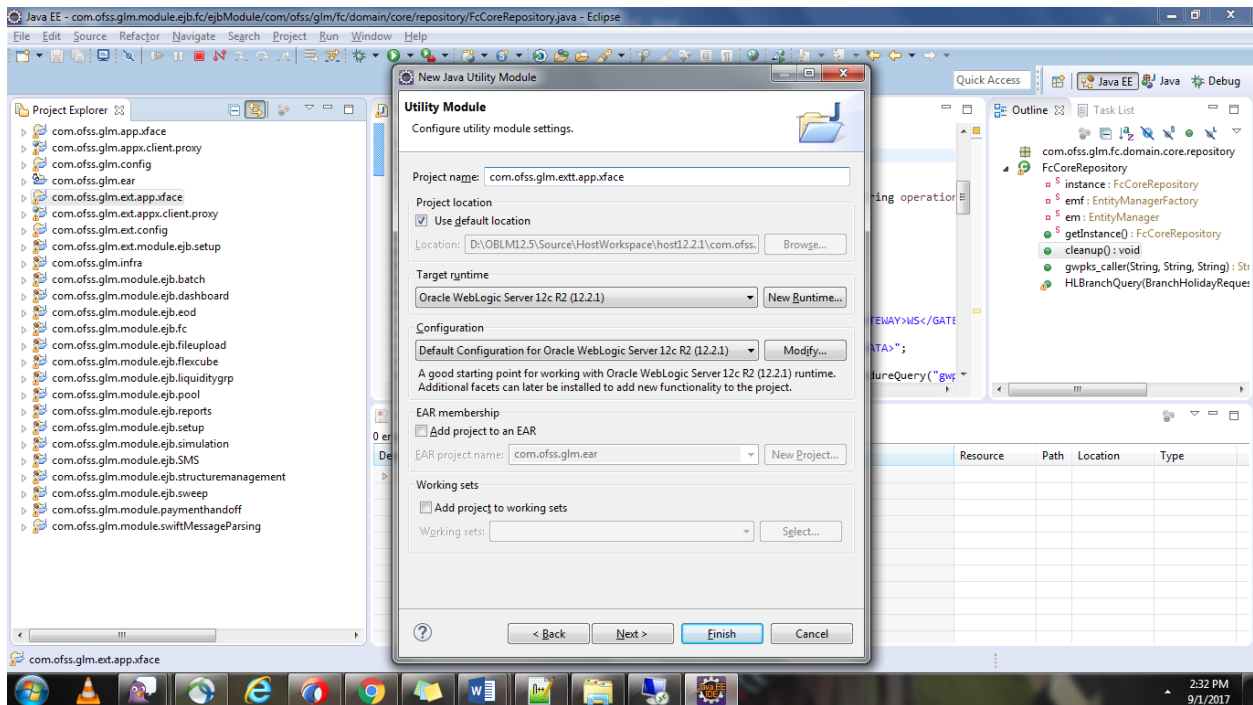 Java EE - com.ofss.glm.module.ejb.fc/ejbModule/com/ofss/glm/fc/domain/core/repository/FcCoreRepository.java - Eclipse
File Edit Source Refactor Navigate Search Project Run Window Help
Quick Access
Java EE
Java
Debug
Project Explorer
com.ofss.glm.app.xface
com.ofss.glm.appx.client.proxy
com.ofss.glm.config
com.ofss.glm.ear
com.ofss.glm.ext.app.xface
com.ofss.glm.ext.appx.client.proxy
com.ofss.glm.ext.config
com.ofss.glm.ext.module.ejb.setup
com.ofss.glm.infra
com.ofss.glm.module.ejb.batch
com.ofss.glm.module.ejb.dashboard
com.ofss.glm.module.ejb.eod
com.ofss.glm.module.ejb.fc
com.ofss.glm.module.ejb.fileupload
com.ofss.glm.module.ejb.flexcube
com.ofss.glm.module.ejb.liquiditygrp
com.ofss.glm.module.ejb.pool
com.ofss.glm.module.ejb.reports
com.ofss.glm.module.ejb.setup
com.ofss.glm.module.ejb.simulation
com.ofss.glm.module.ejb.SMS
com.ofss.glm.module.ejb.structuremanagement
com.ofss.glm.module.ejb.sweep
com.ofss.glm.module.paymenthandoff
com.ofss.glm.module.swiftMessageParsing
New Java Utility Module
Utility Module
Configure utility module settings.
Project name: com.ofss.glm.extt.app.xface
Project location
Use default location
Location: D:\OBLM12.5\Source\HostWorkspace\host12.2.1\com.ofss. Browse...
Target runtime
Oracle WebLogic Server 12c R2 (12.2.1) New Runtime...
Configuration
Default Configuration for Oracle WebLogic Server 12c R2 (12.2.1) Modify...
A good starting point for working with Oracle WebLogic Server 12c R2 (12.2.1) runtime.
Additional facets can later be installed to add new functionality to the project.
EAR membership
Add project to an EAR
EAR project name: com.ofss.glm.ear New Project...
Working sets
Add project to working sets
Working sets: Select...
< Back Next > Finish Cancel
ring operation
TEWAY>WS</GATE
ATA>";
dureQuery("gwp
0 er
De
Resource Path Location Type
Outline
Task List
com.ofss.glm.fc.domain.core.repository
FcCoreRepository
instance : FcCoreRepository
emf : EntityManagerFactory
em : EntityManager
getInstance() : FcCoreRepository
cleanup() : void
gwpks_caller(String, String, String) : Str
HLBranchQuery(BranchHolidayReques
com.ofss.glm.ext.app.xface
2:32 PM
9/1/2017